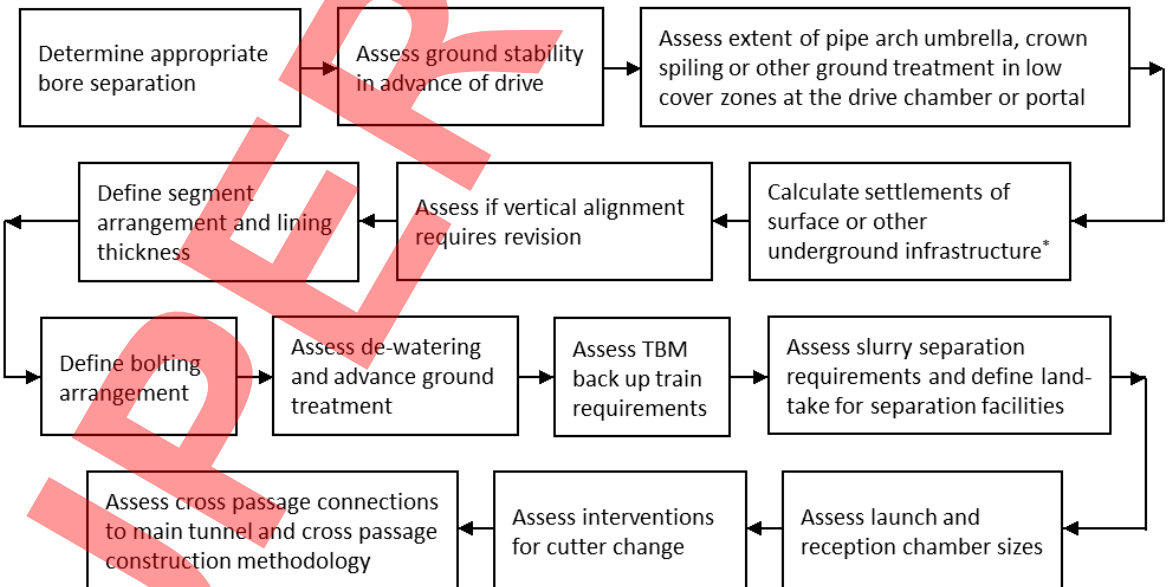 Determine appropriate
bore separation
Assess ground stability
in advance of drive
Assess extent of pipe arch umbrella, crown
spiling or other ground treatment in low
cover zones at the drive chamber or portal
Calculate settlements of
surface or other
underground infrastructure*
Assess if vertical alignment
requires revision
Define segment
arrangement and lining
thickness
Define bolting
arrangement
Assess de-watering
and advance ground
treatment
Assess TBM
back up train
requirements
Assess slurry separation
requirements and define land-
take for separation facilities
Assess launch and
reception chamber sizes
Assess interventions
for cutter change
Assess cross passage connections
to main tunnel and cross passage
construction methodology